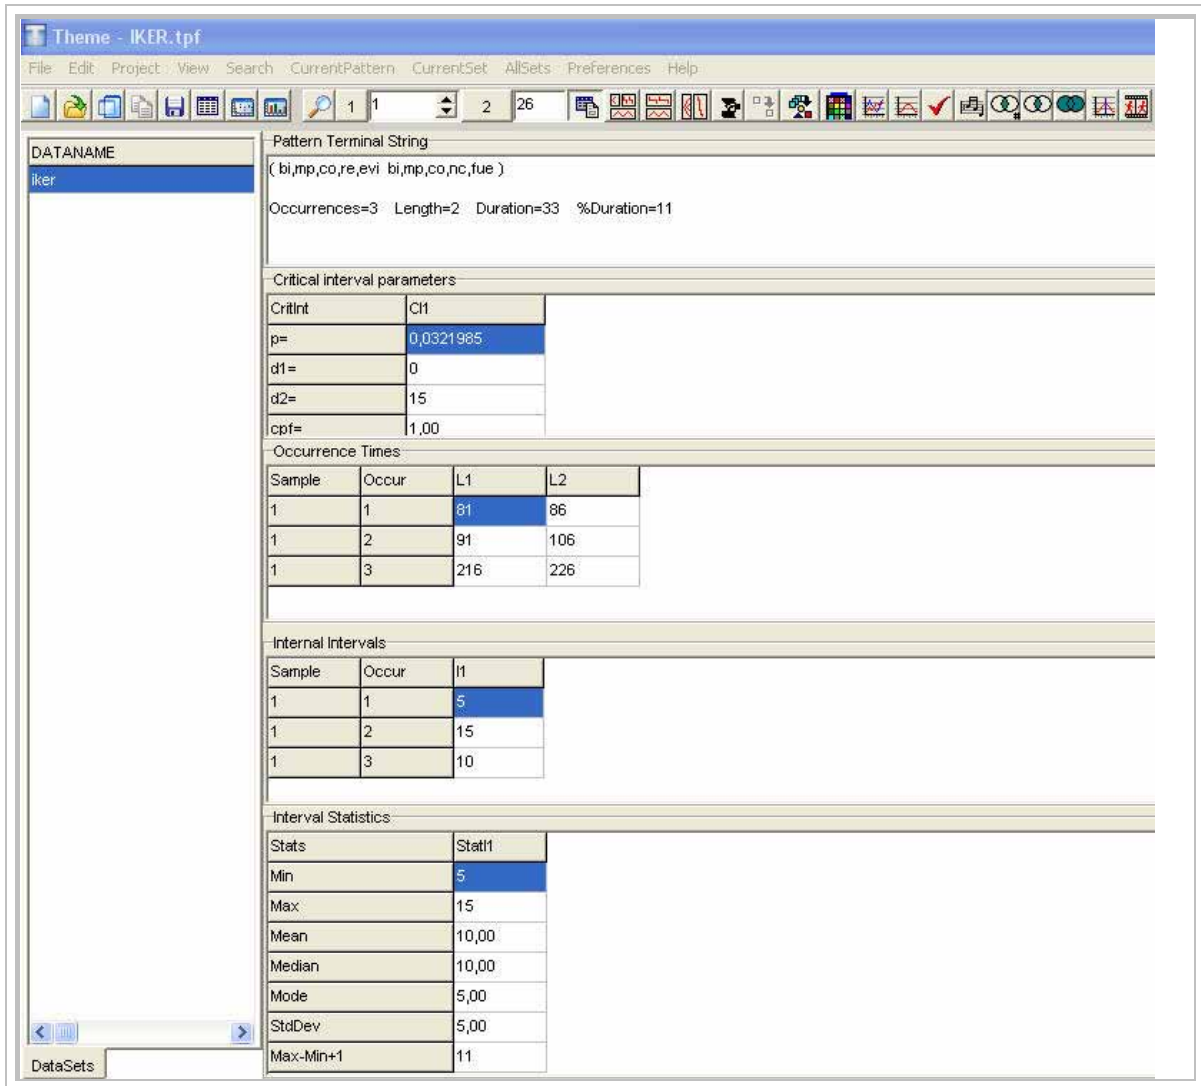 Theme - IKER.tpf
File Edit Project View Search CurrentPattern CurrentSet AllSets Preferences Help
1 1 2 26
DATANAME
iker
Pattern Terminal String
( bi,mp,co,re,evi bi,mp,co,nc,fue )
Occurrences=3 Length=2 Duration=33 %Duration=11
Critical interval parameters
CritInt CI1
p= 0,0321985
d1= 0
d2= 15
cpf= 1,00
Occurrence Times
Sample Occur L1 L2
1 1 81 86
1 2 91 106
1 3 216 226
Internal Intervals
Sample Occur I1
1 1 5
1 2 15
1 3 10
Interval Statistics
Stats StatI1
Min 5
Max 15
Mean 10,00
Median 10,00
Mode 5,00
StdDev 5,00
Max-Min+1 11
DataSets